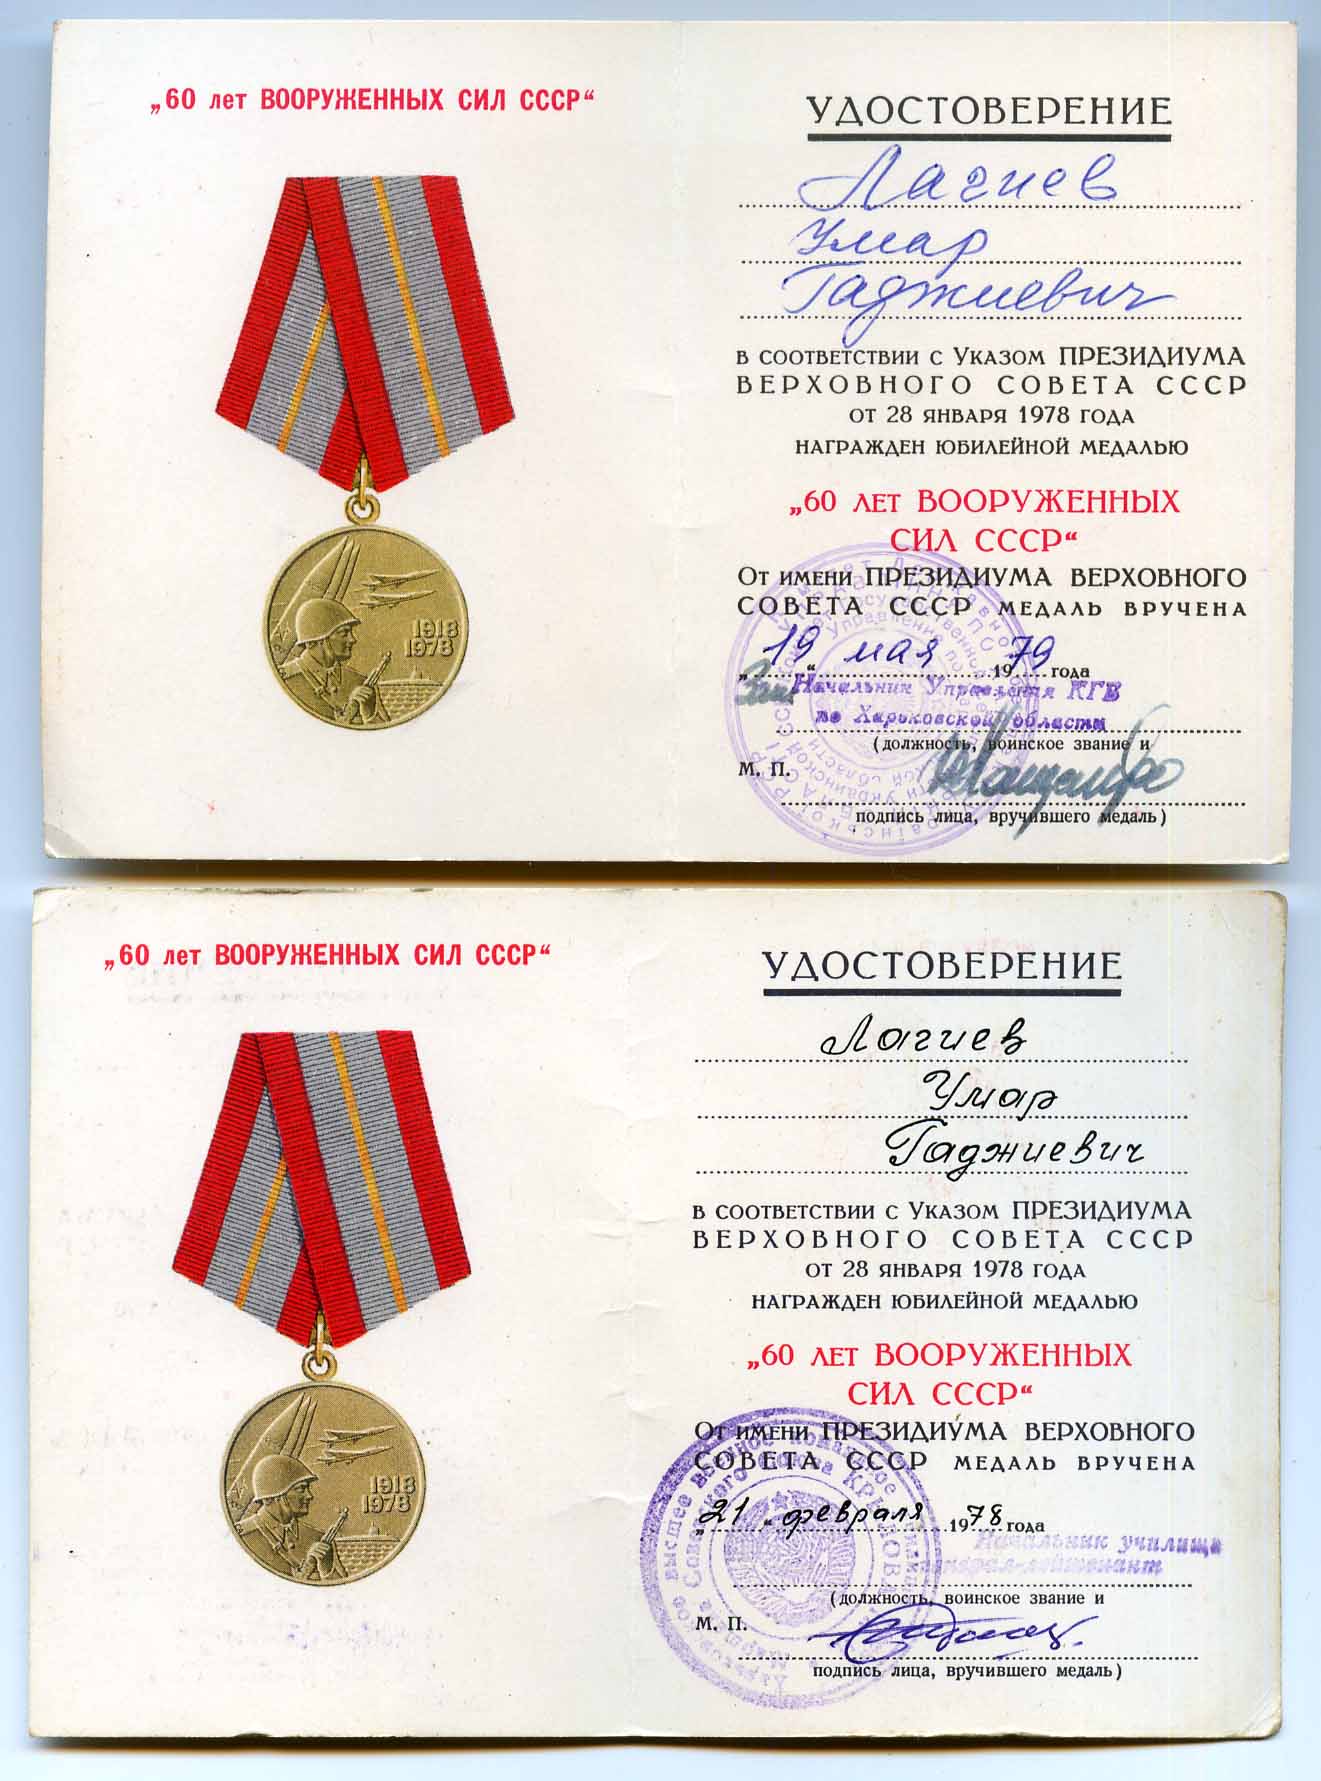 „60 лет ВООРУЖЕННЫХ СИЛ СССР“
1918
1978
УДОСТОВЕРЕНИЕ
Лагиев
Умар
Гаджиевич
В СООТВЕТСТВИИ С УКАЗОМ ПРЕЗИДИУМА
ВЕРХОВНОГО СОВЕТА СССР
ОТ 28 ЯНВАРЯ 1978 ГОДА
НАГРАЖДЕН ЮБИЛЕЙНОЙ МЕДАЛЬЮ
„60 ЛЕТ ВООРУЖЕННЫХ
СИЛ СССР“
ОТ ИМЕНИ ПРЕЗИДИУМА ВЕРХОВНОГО
СОВЕТА СССР МЕДАЛЬ ВРУЧЕНА
„19“ мая 1979 года
Зам Начальник Управления КГБ
по Харьковской области
(должность, воинское звание и
М. П.
подпись лица, вручившего медаль)
„60 лет ВООРУЖЕННЫХ СИЛ СССР“
1918
1978
УДОСТОВЕРЕНИЕ
Лагиев
Умар
Гаджиевич
В СООТВЕТСТВИИ С УКАЗОМ ПРЕЗИДИУМА
ВЕРХОВНОГО СОВЕТА СССР
ОТ 28 ЯНВАРЯ 1978 ГОДА
НАГРАЖДЕН ЮБИЛЕЙНОЙ МЕДАЛЬЮ
„60 ЛЕТ ВООРУЖЕННЫХ
СИЛ СССР“
ОТ ИМЕНИ ПРЕЗИДИУМА ВЕРХОВНОГО
СОВЕТА СССР МЕДАЛЬ ВРУЧЕНА
„21“ февраля 1978 года
Начальник училища
генерал-лейтенант
(должность, воинское звание и
М. П.
подпись лица, вручившего медаль)